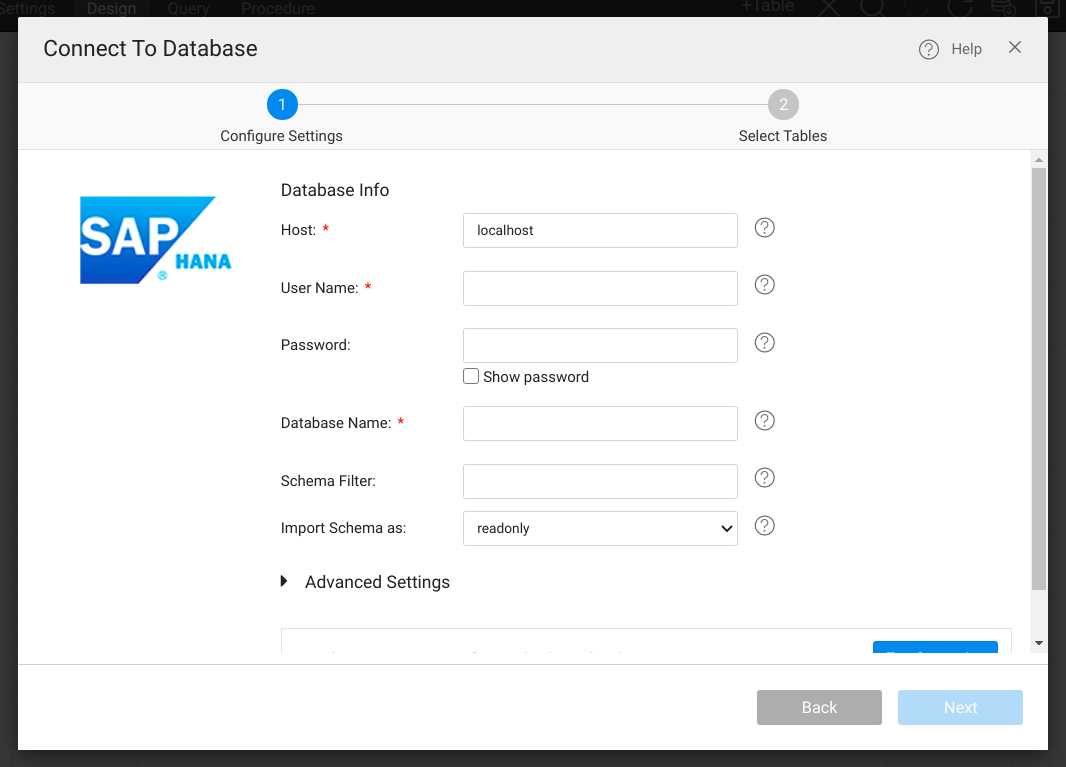 Settings Design Query Procedure +Table
Connect To Database
? Help
1 2
Configure Settings Select Tables
SAP HANA ®
Database Info
Host: * localhost ?
User Name: * ?
Password: ?
Show password
Database Name: * ?
Schema Filter: ?
Import Schema as: readonly ?
Advanced Settings
Back Next